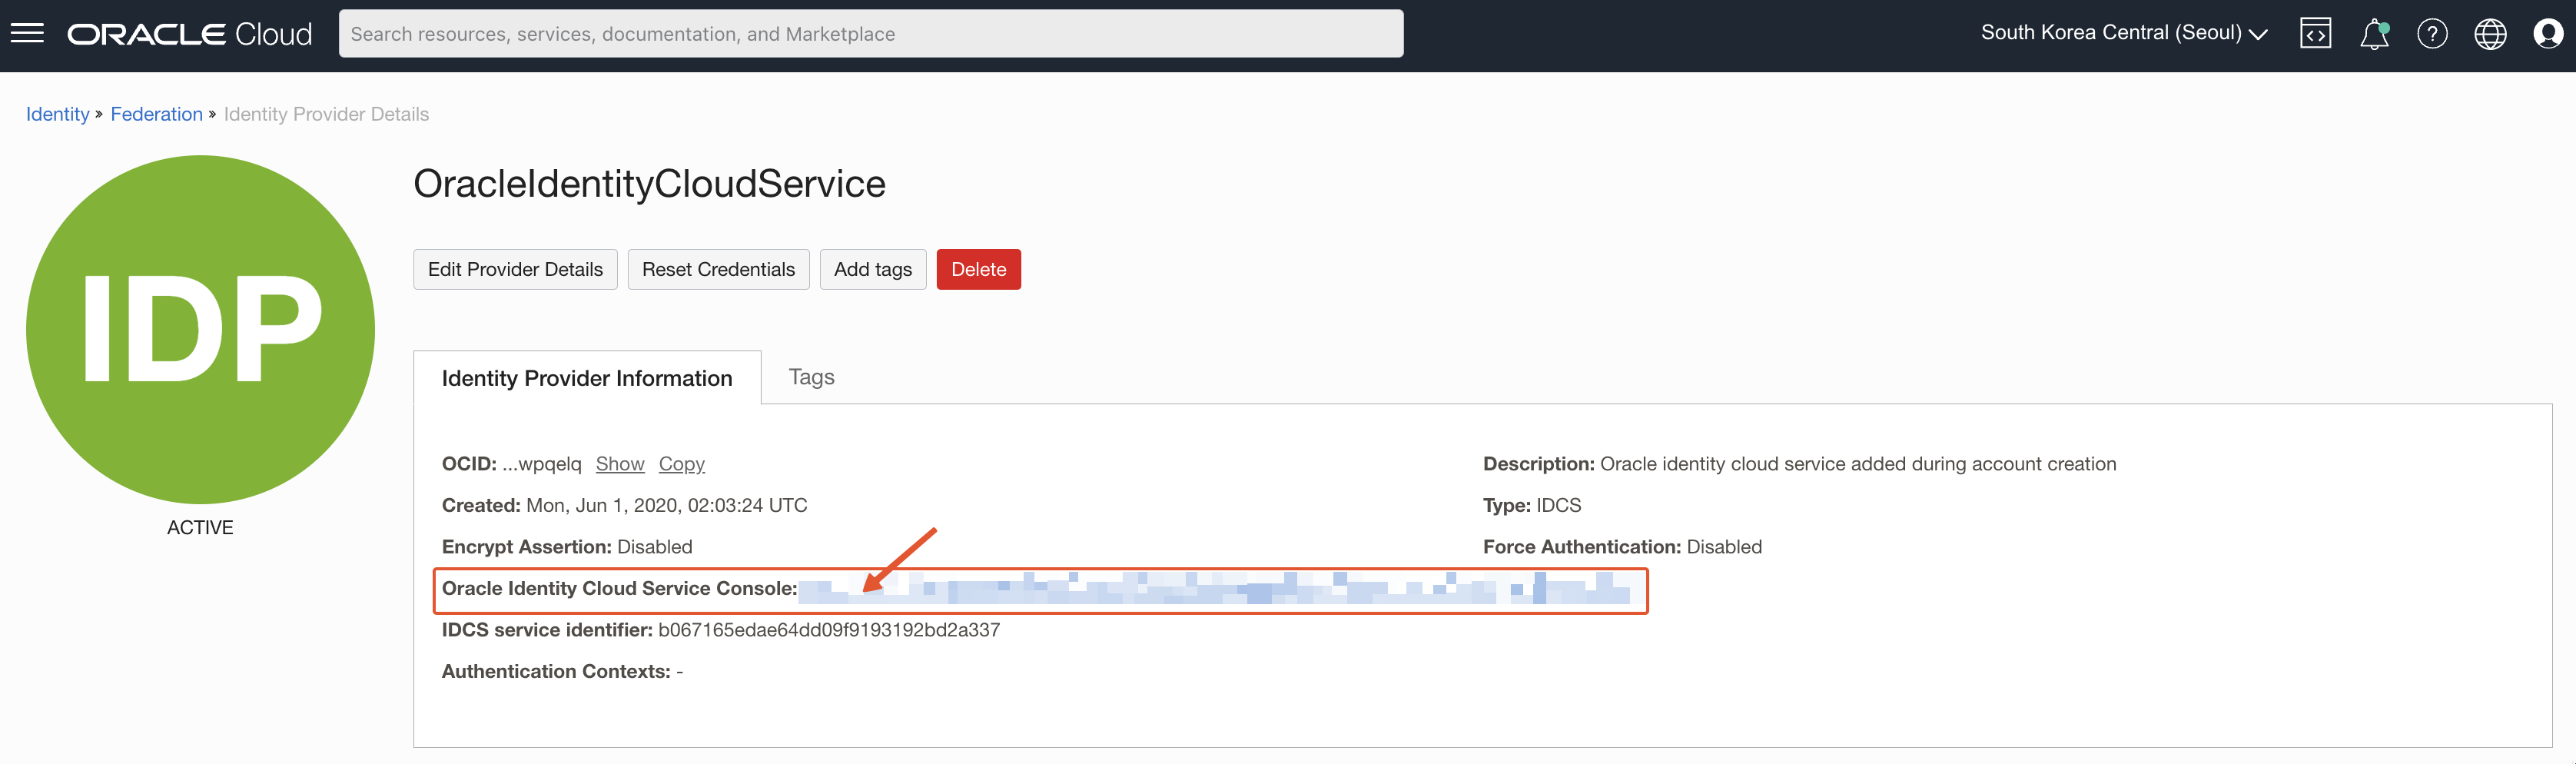 ORACLE Cloud
Search resources, services, documentation, and Marketplace
South Korea Central (Seoul)
Identity » Federation » Identity Provider Details
IDP
ACTIVE
OracleIdentityCloudService
Edit Provider Details
Reset Credentials
Add tags
Delete
Identity Provider Information
Tags
OCID: ...wpqelq Show Copy
Created: Mon, Jun 1, 2020, 02:03:24 UTC
Encrypt Assertion: Disabled
Oracle Identity Cloud Service Console:
IDCS service identifier: b067165edae64dd09f9193192bd2a337
Authentication Contexts: -
Description: Oracle identity cloud service added during account creation
Type: IDCS
Force Authentication: Disabled